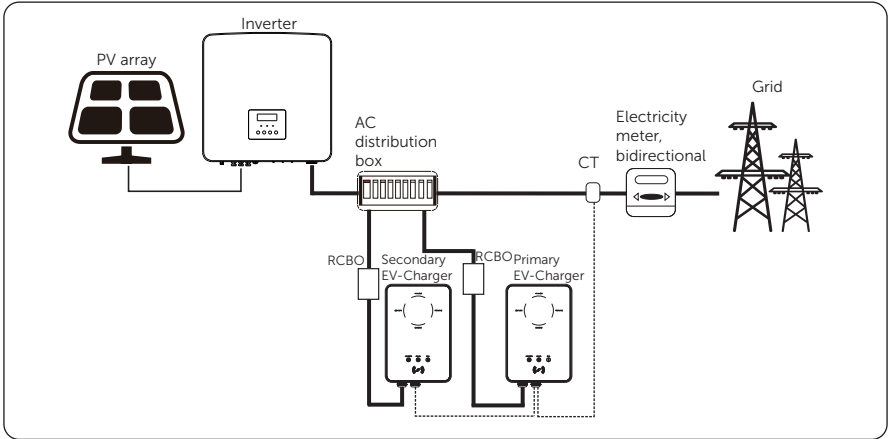 Inverter
PV array
Grid
AC
distribution
box
Electricity
meter,
bidirectional
CT
RCBO
Secondary
EV-Charger
RCBO
Primary
EV-Charger